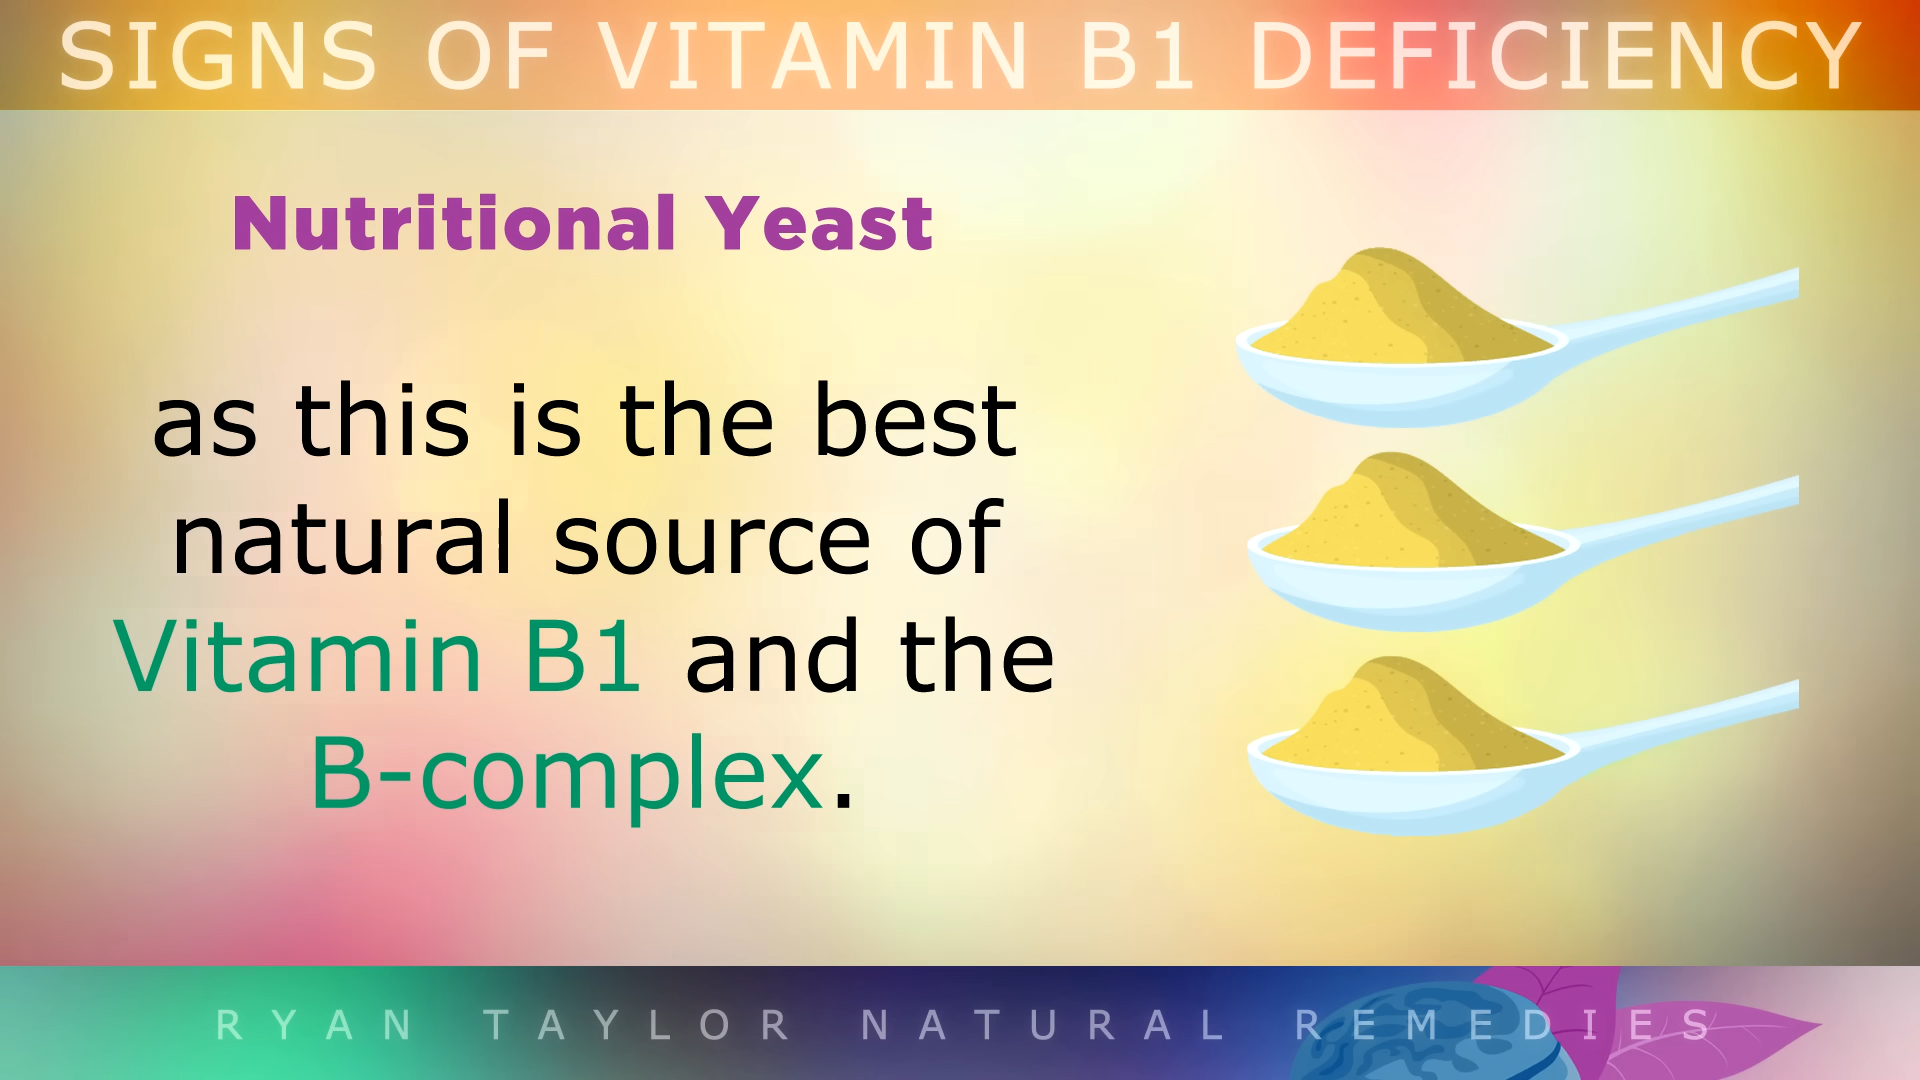 SIGNS OF VITAMIN B1 DEFICIENCY
Nutritional Yeast
as this is the best
natural source of
Vitamin B1 and the
B-complex.
RYAN TAYLOR NATURAL REMEDIES